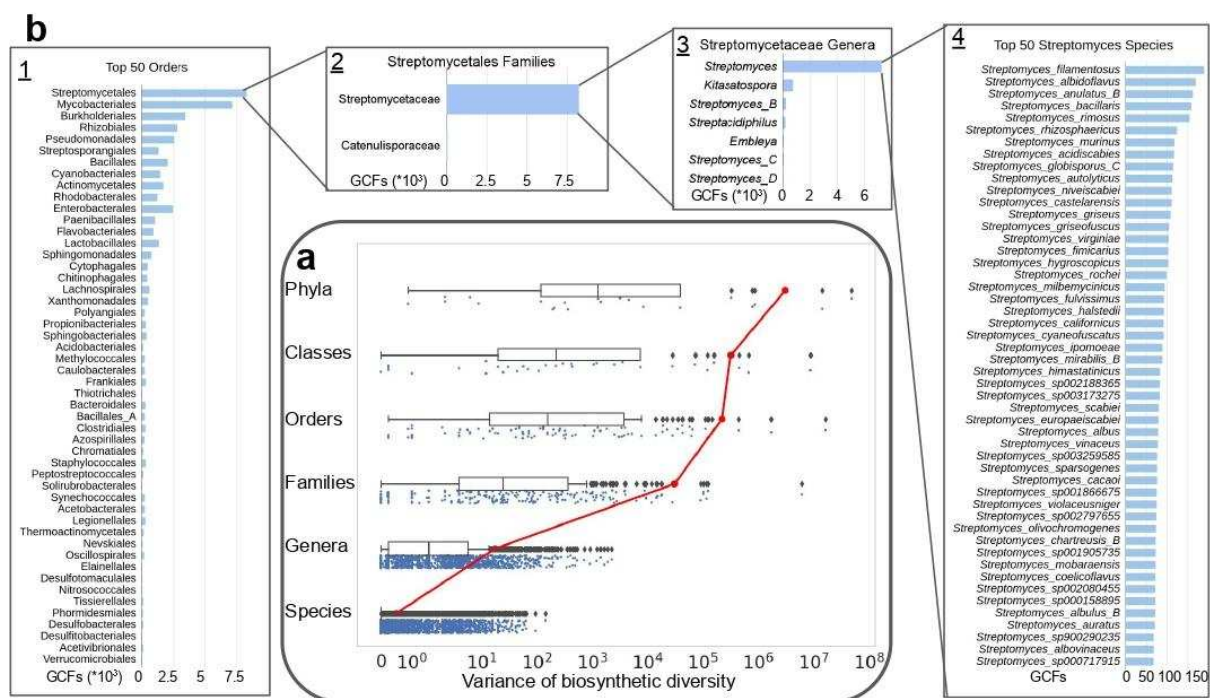 b
1
Top 50 Orders
Streptomycetales
Mycobacteriales
Burkholderiales
Rhizobiales
Pseudomonadales
Streptosporangiales
Bacillales
Cyanobacteriales
Actinomycetales
Rhodobacterales
Enterobacterales
Paenibacillales
Flavobacteriales
Lactobacillales
Sphingomonadales
Cytophagales
Chitinophagales
Lachnospirales
Xanthomonadales
Polyangiales
Propionibacteriales
Sphingobacteriales
Acidobacteriales
Methylococcales
Caulobacterales
Frankiales
Thiotrichales
Bacteroidales
Bacillales_A
Clostridiales
Azospirillales
Chromatiales
Staphylococcales
Peptostreptococcales
Solirubrobacterales
Synechococcales
Acetobacterales
Legionellales
Thermoactinomycetales
Nevskiales
Oscillospirales
Elainellales
Desulfotomaculales
Nitrosococcales
Tissierellales
Phormidesmiales
Desulfobacterales
Desulfitobacteriales
Acetivibrionales
Verrucomicrobiales
GCFs (*10³) 0 2.5 5 7.5
2
Streptomycetales Families
Streptomycetaceae
Catenulisporaceae
GCFs (*10³) 0 2.5 5 7.5
3
Streptomycetaceae Genera
Streptomyces
Kitasatospora
Streptomyces_B
Streptacidiphilus
Embleya
Streptomyces_C
Streptomyces_D
GCFs (*10³) 0 2 4 6
4
Top 50 Streptomyces Species
Streptomyces_filamentosus
Streptomyces_albidoflavus
Streptomyces_anulatus_B
Streptomyces_bacillaris
Streptomyces_rimosus
Streptomyces_rhizosphaericus
Streptomyces_murinus
Streptomyces_acidiscabies
Streptomyces_globisporus_C
Streptomyces_autolyticus
Streptomyces_niveiscabiei
Streptomyces_castelarensis
Streptomyces_griseus
Streptomyces_griseofuscus
Streptomyces_virginiae
Streptomyces_fimicarius
Streptomyces_hygroscopicus
Streptomyces_rochei
Streptomyces_milbemycinicus
Streptomyces_fulvissimus
Streptomyces_halstedii
Streptomyces_californicus
Streptomyces_cyaneofuscatus
Streptomyces_ipomoeae
Streptomyces_mirabilis_B
Streptomyces_himastatinicus
Streptomyces_sp002188365
Streptomyces_sp003173275
Streptomyces_scabiei
Streptomyces_europaeiscabiei
Streptomyces_albus
Streptomyces_vinaceus
Streptomyces_sp003259585
Streptomyces_sparsogenes
Streptomyces_cacaoi
Streptomyces_sp001866675
Streptomyces_violaceusniger
Streptomyces_sp002797655
Streptomyces_olivochromogenes
Streptomyces_chartreusis_B
Streptomyces_sp001905735
Streptomyces_mobaraensis
Streptomyces_coelicoflavus
Streptomyces_sp002080455
Streptomyces_sp000158895
Streptomyces_albulus_B
Streptomyces_auratus
Streptomyces_sp900290235
Streptomyces_albovinaceus
Streptomyces_sp000717915
GCFs 0 50 100 150
a
Phyla
Classes
Orders
Families
Genera
Species
0 10⁰ 10¹ 10² 10³ 10⁴ 10⁵ 10⁶ 10⁷ 10⁸
Variance of biosynthetic diversity